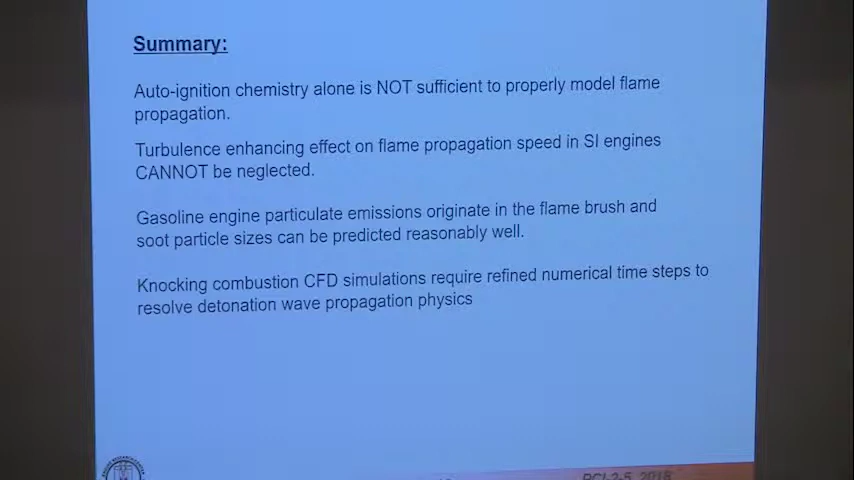 Summary:
Auto-ignition chemistry alone is NOT sufficient to properly model flame
propagation.
Turbulence enhancing effect on flame propagation speed in SI engines
CANNOT be neglected.
Gasoline engine particulate emissions originate in the flame brush and
soot particle sizes can be predicted reasonably well.
Knocking combustion CFD simulations require refined numerical time steps to
resolve detonation wave propagation physics